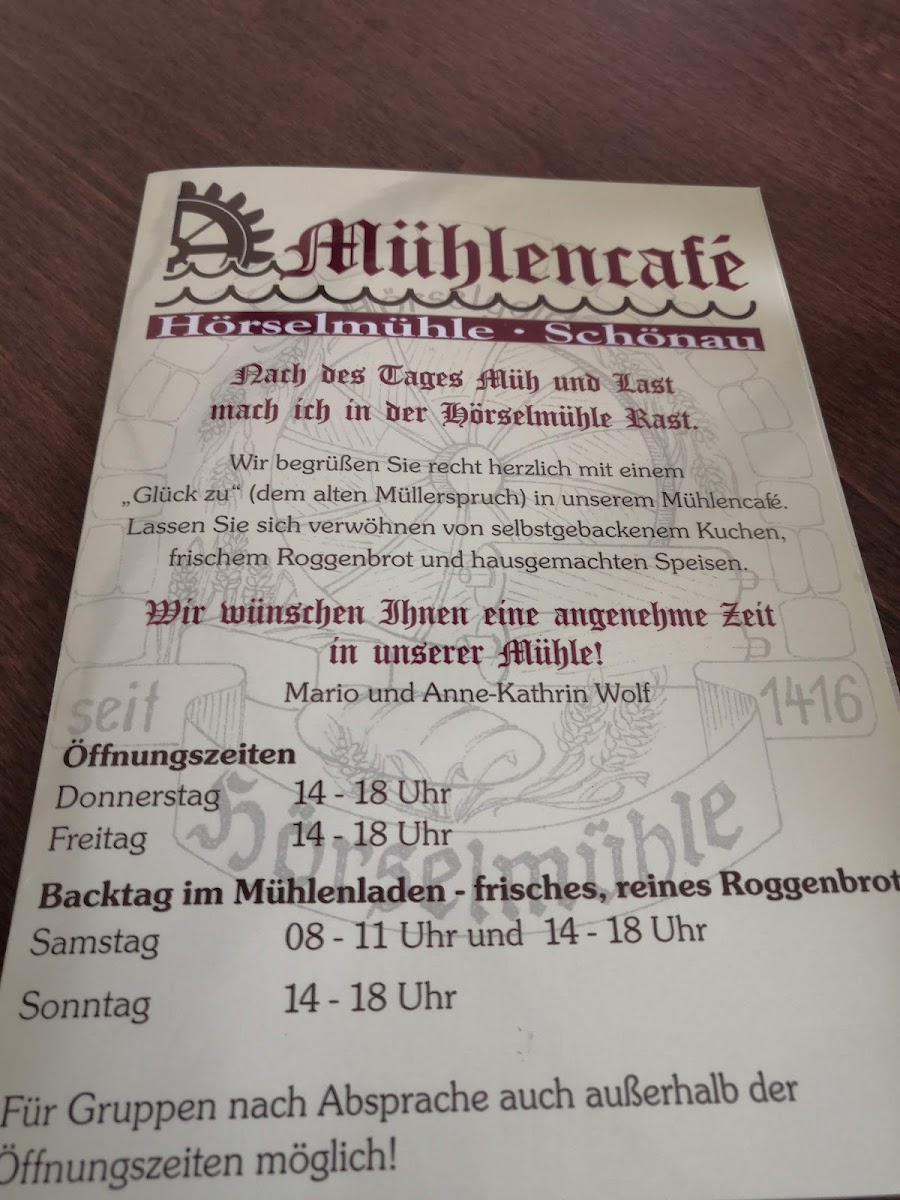 Mühlencafé
Hörselmühle · Schönau
Nach des Tages Müh und Last
mach ich in der Hörselmühle Rast.
Wir begrüßen Sie recht herzlich mit einem
„Glück zu“ (dem alten Müllerspruch) in unserem Mühlencafé.
Lassen Sie sich verwöhnen von selbstgebackenem Kuchen,
frischem Roggenbrot und hausgemachten Speisen.
Wir wünschen Ihnen eine angenehme Zeit
in unserer Mühle!
Mario und Anne-Kathrin Wolf
seit 1416
Hörselmühle
Öffnungszeiten
Donnerstag 14 - 18 Uhr
Freitag 14 - 18 Uhr
Backtag im Mühlenladen - frisches, reines Roggenbrot
Samstag 08 - 11 Uhr und 14 - 18 Uhr
Sonntag 14 - 18 Uhr
Für Gruppen nach Absprache auch außerhalb der
Öffnungszeiten möglich!